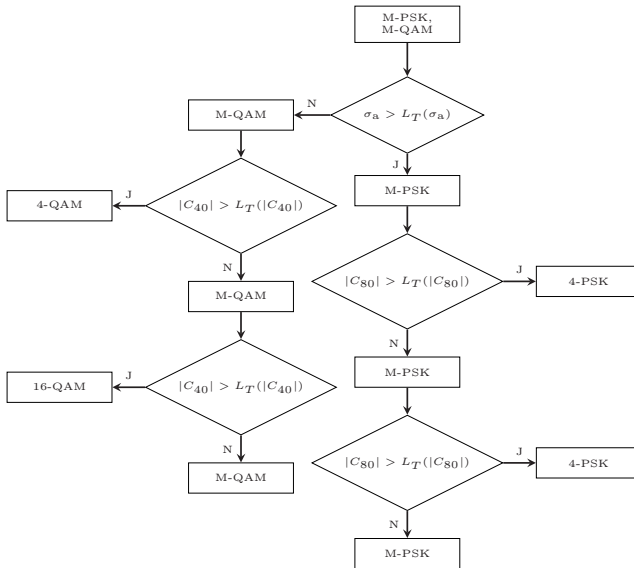 M-PSK,
M-QAM
σa > LT(σa)
N
M-QAM
J
|C40| > LT(|C40|)
J
4-QAM
M-PSK
N
|C80| > LT(|C80|)
J
4-PSK
M-QAM
N
M-PSK
|C40| > LT(|C40|)
J
16-QAM
N
|C80| > LT(|C80|)
J
4-PSK
M-QAM
N
M-PSK